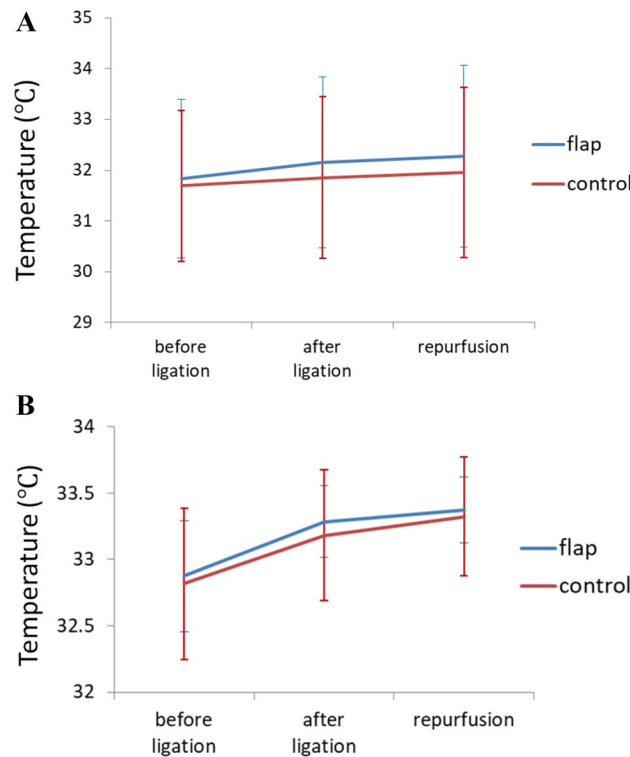 A
Temperature (°C)
35
34
33
32
31
30
29
before
ligation
after
ligation
repurfusion
flap
control
B
Temperature (°C)
34
33.5
33
32.5
32
before
ligation
after
ligation
repurfusion
flap
control